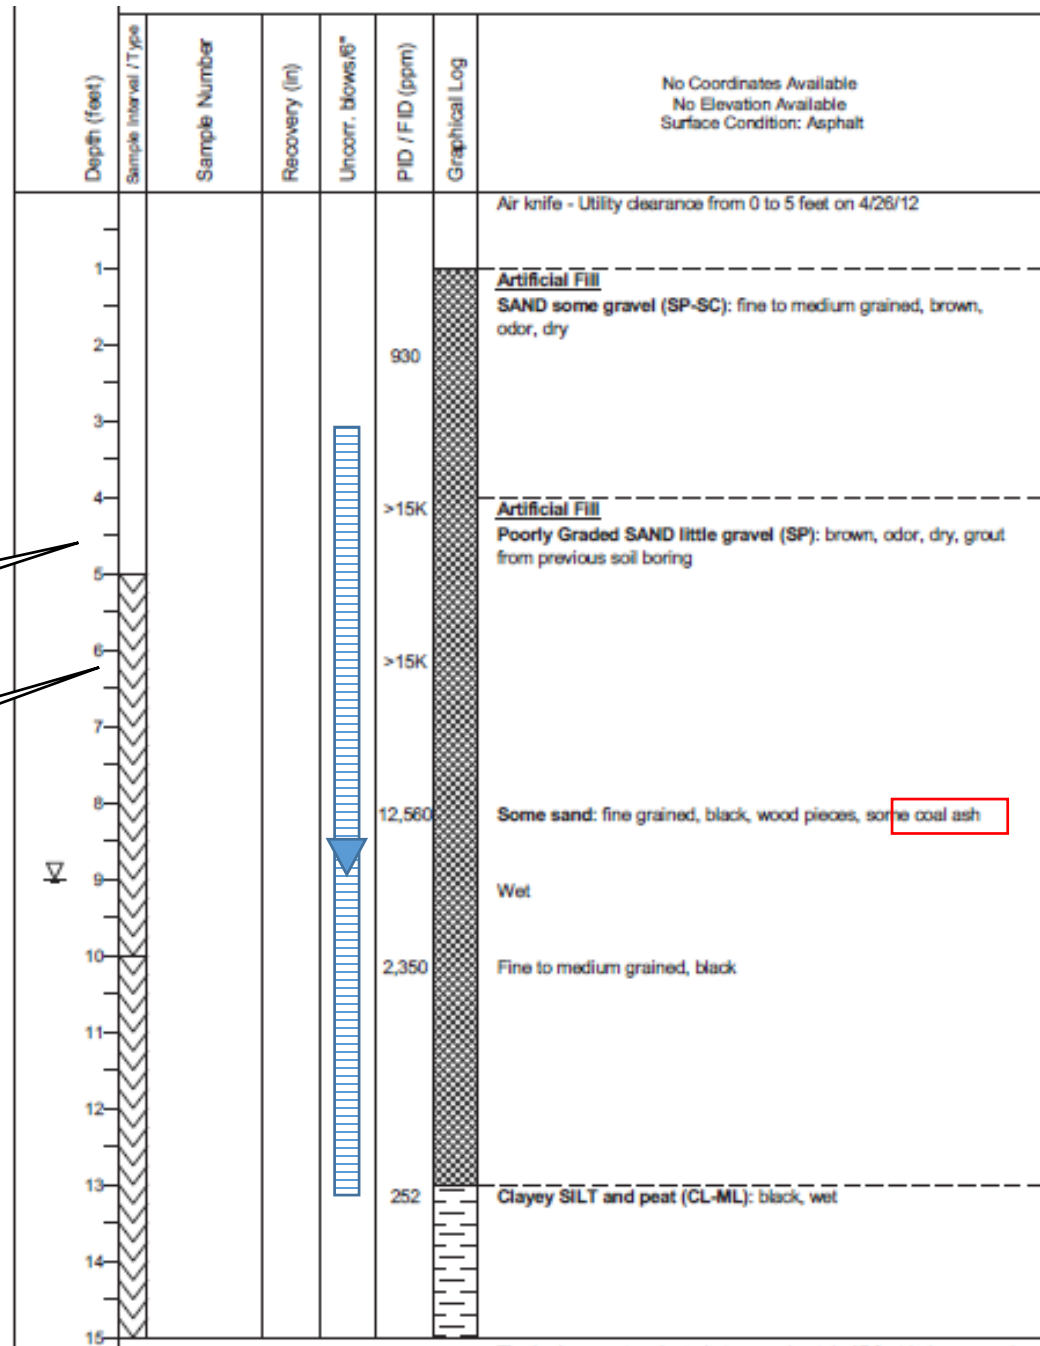 Depth (feet)
Sample Interval / Type
Sample Number
Recovery (in)
Uncorr. blows/6"
PID / FID (ppm)
Graphical Log
No Coordinates Available
No Elevation Available
Surface Condition: Asphalt
Air knife - Utility clearance from 0 to 5 feet on 4/26/12
1
Artificial Fill
SAND some gravel (SP-SC): fine to medium grained, brown,
odor, dry
2
930
3
4
>15K
Artificial Fill
Poorly Graded SAND little gravel (SP): brown, odor, dry, grout
from previous soil boring
5
6
>15K
7
8
12,560
Some sand: fine grained, black, wood pieces, some coal ash
9
Wet
10
2,350
Fine to medium grained, black
11
12
13
252
Clayey SILT and peat (CL-ML): black, wet
14
15